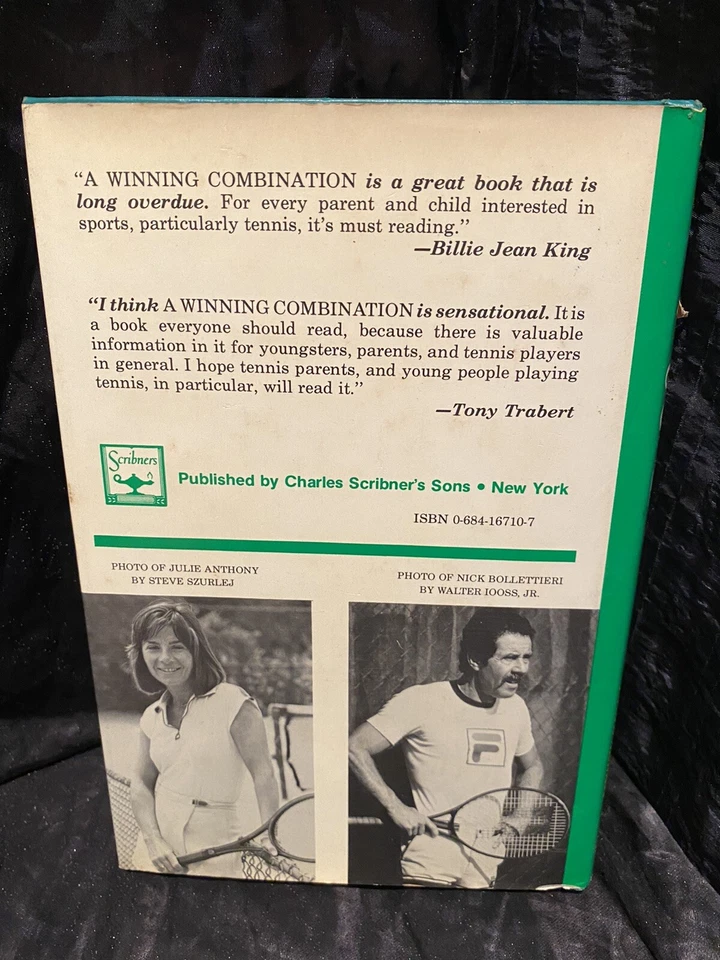 “A WINNING COMBINATION is a great book that is
long overdue. For every parent and child interested in
sports, particularly tennis, it’s must reading.”
—Billie Jean King
“I think A WINNING COMBINATION is sensational. It is
a book everyone should read, because there is valuable
information in it for youngsters, parents, and tennis players
in general. I hope tennis parents, and young people playing
tennis, in particular, will read it.”
—Tony Trabert
Scribners
Published by Charles Scribner’s Sons • New York
ISBN 0-684-16710-7
PHOTO OF JULIE ANTHONY
BY STEVE SZURLEJ
PHOTO OF NICK BOLLETTIERI
BY WALTER IOOSS, JR.